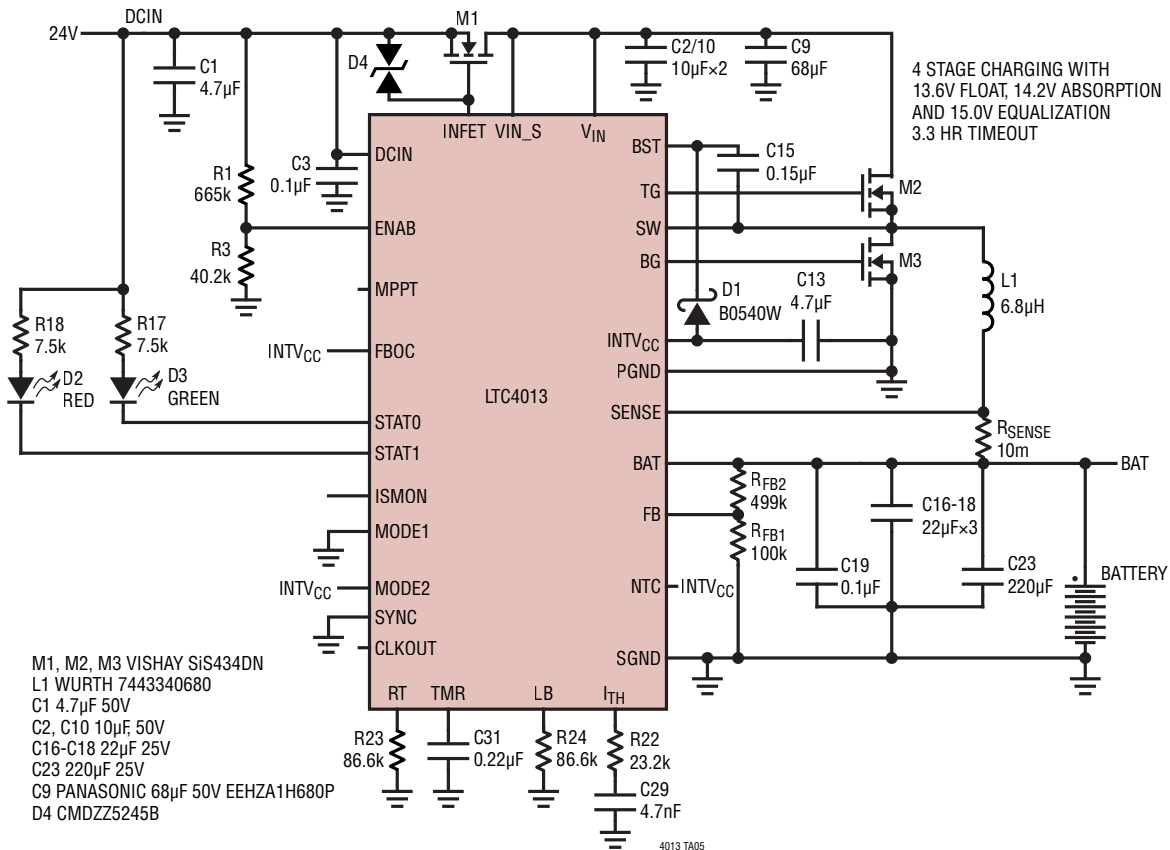 DCIN
24V
M1
D4
C1
4.7µF
C2/10
10µF×2
C9
68µF
4 STAGE CHARGING WITH
13.6V FLOAT, 14.2V ABSORPTION
AND 15.0V EQUALIZATION
3.3 HR TIMEOUT
INFET
VIN_S
VIN
DCIN
BST
C15
0.15µF
C3
0.1µF
R1
665k
TG
M2
ENAB
SW
R3
40.2k
BG
M3
MPPT
D1
B0540W
C13
4.7µF
L1
6.8µH
R18
7.5k
R17
7.5k
INTVCC
FBOC
INTVCC
PGND
D2
RED
D3
GREEN
LTC4013
SENSE
STAT0
RSENSE
10m
STAT1
BAT
BAT
RFB2
499k
ISMON
FB
C16-18
22µF×3
MODE1
RFB1
100k
C19
0.1µF
C23
220µF
BATTERY
INTVCC
MODE2
NTC
INTVCC
SYNC
CLKOUT
SGND
M1, M2, M3 VISHAY SiS434DN
L1 WURTH 7443340680
C1 4.7µF 50V
C2, C10 10µF, 50V
C16-C18 22µF 25V
C23 220µF 25V
C9 PANASONIC 68µF 50V EEHZA1H680P
D4 CMDZZ5245B
RT
TMR
LB
ITH
R23
86.6k
C31
0.22µF
R24
86.6k
R22
23.2k
C29
4.7nF
4013 TA05